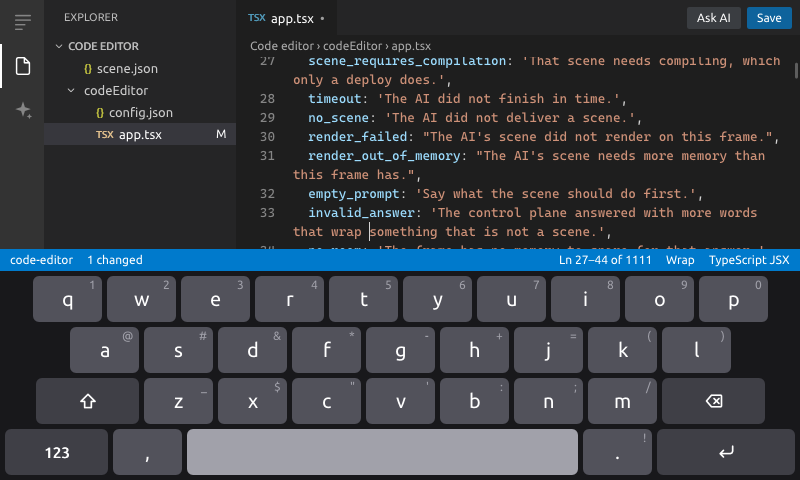 EXPLORER
TSX app.tsx •
Ask AI
Save
CODE EDITOR
{} scene.json
codeEditor
{} config.json
TSX app.tsx M
Code editor › codeEditor › app.tsx
27 scene_requires_compilation: 'That scene needs compiling, which
only a deploy does.',
28 timeout: 'The AI did not finish in time.',
29 no_scene: 'The AI did not deliver a scene.',
30 render_failed: "The AI's scene did not render on this frame.",
31 render_out_of_memory: "The AI's scene needs more memory than
this frame has.",
32 empty_prompt: 'Say what the scene should do first.',
33 invalid_answer: 'The control plane answered with more words
that wrap something that is not a scene.',
code-editor 1 changed
Ln 27–44 of 1111 Wrap TypeScript JSX
q 1 w 2 e 3 r 4 t 5 y 6 u 7 i 8 o 9 p 0
a @ s # d & f * g - h + j = k ( l )
z _ x $ c " v ' b : n ; m /
123 , . !